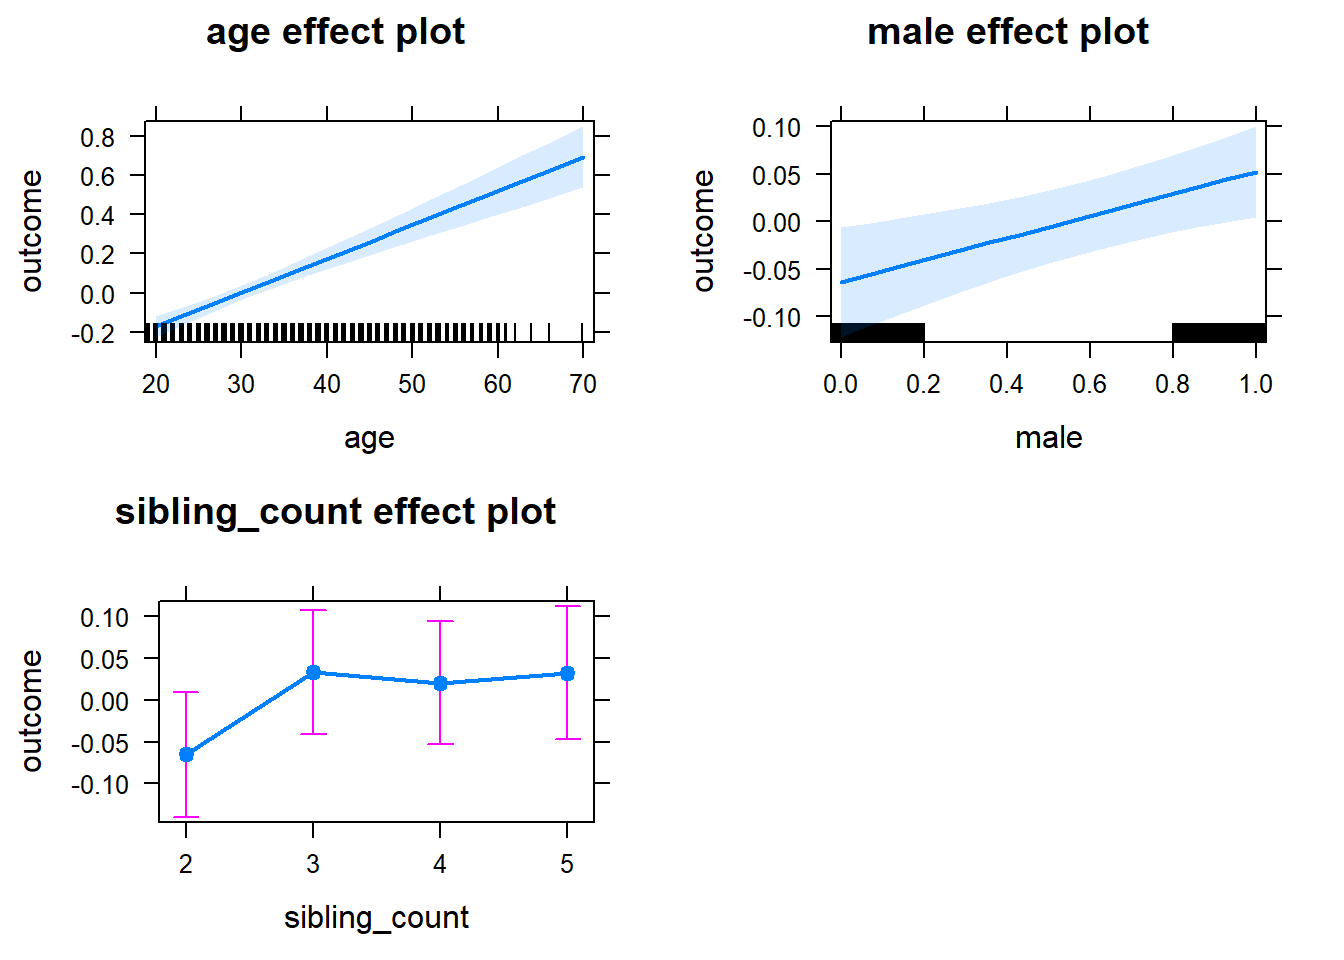 age effect plot
outcome
0.8
0.6
0.4
0.2
0.0
-0.2
20 30 40 50 60 70
age
male effect plot
outcome
0.10
0.05
0.00
-0.05
-0.10
0.0 0.2 0.4 0.6 0.8 1.0
male
sibling_count effect plot
outcome
0.10
0.05
0.00
-0.05
-0.10
2 3 4 5
sibling_count